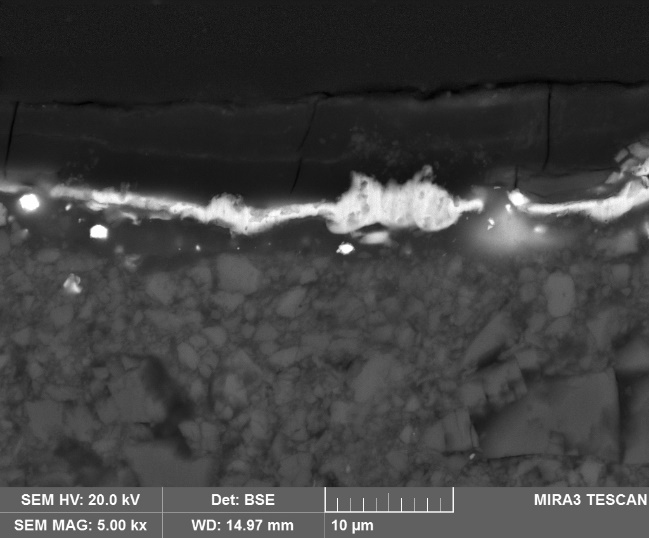 SEM HV: 20.0 kV Det: BSE MIRA3 TESCAN
SEM MAG: 5.00 kx WD: 14.97 mm 10 µm